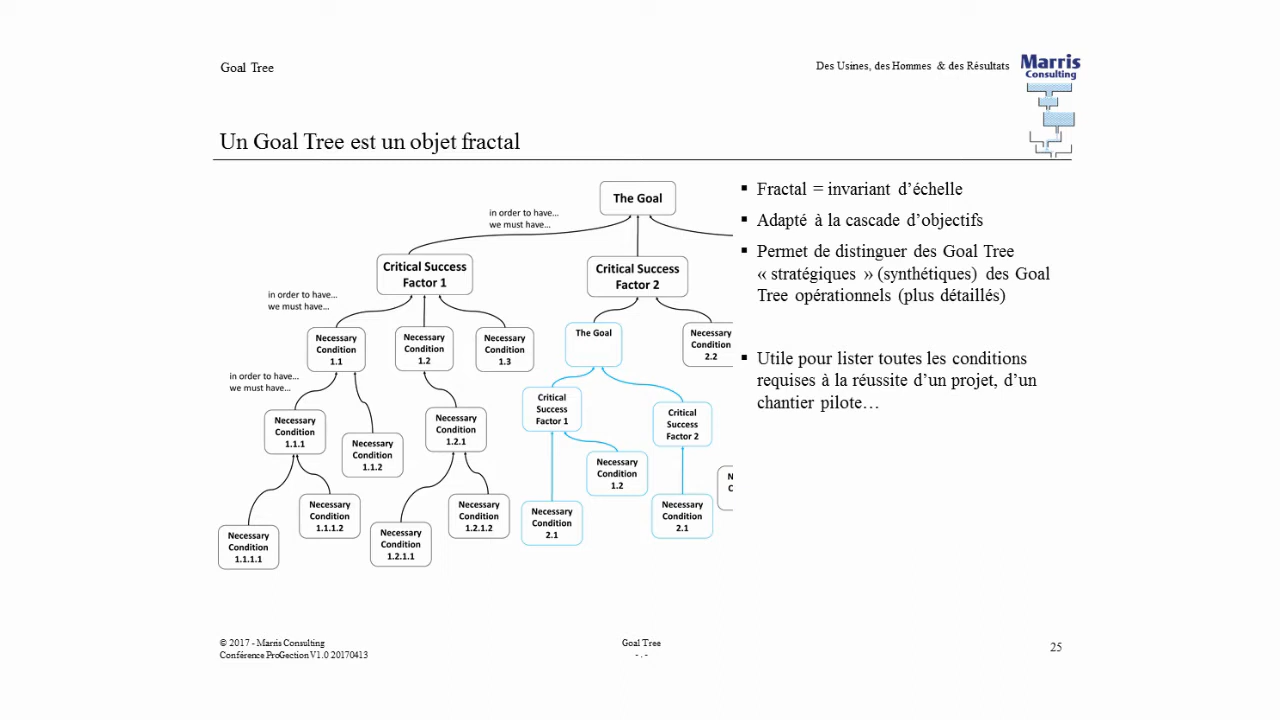 Goal Tree
Des Usines, des Hommes & des Résultats
Marris
Consulting
Un Goal Tree est un objet fractal
The Goal
in order to have...
we must have...
Critical Success
Factor 1
Critical Success
Factor 2
in order to have...
we must have...
Necessary
Condition
1.1
Necessary
Condition
1.2
Necessary
Condition
1.3
The Goal
Necessary
Condition
2.2
in order to have...
we must have...
Necessary
Condition
1.1.1
Necessary
Condition
1.1.2
Necessary
Condition
1.2.1
Critical
Success
Factor 1
Critical
Success
Factor 2
Necessary
Condition
1.2
N
C
Necessary
Condition
1.1.1.1
Necessary
Condition
1.1.1.2
Necessary
Condition
1.2.1.1
Necessary
Condition
1.2.1.2
Necessary
Condition
2.1
Necessary
Condition
2.1
▪ Fractal = invariant d’échelle
▪ Adapté à la cascade d’objectifs
▪ Permet de distinguer des Goal Tree
« stratégiques » (synthétiques) des Goal
Tree opérationnels (plus détaillés)
▪ Utile pour lister toutes les conditions
requises à la réussite d’un projet, d’un
chantier pilote…
© 2017 - Marris Consulting
Conférence ProGection V1.0 20170413
Goal Tree
- . -
25